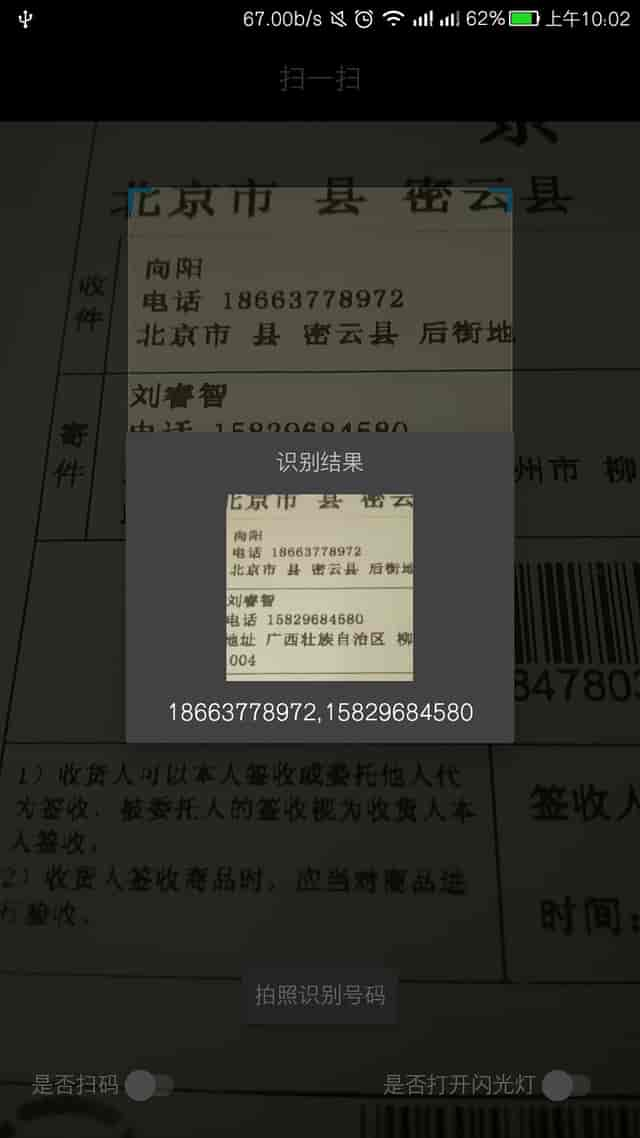 67.00b/s 62% 上午10:02
扫一扫
京
北京市 县 密云县
收件
向阳
电话 18663778972
北京市 县 密云县 后街地
寄件
刘睿智
电话 15829684580
州市 柳
识别结果
北京市 县 密云
向阳
电话 18663778972
北京市 县 密云县 后街地
刘睿智
电话 15829684580
地址 广西壮族自治区 柳
004
18663778972,15829684580
84780
1）收货人可以本人签收或委托他人代
为签收，被委托人的签收视为收货人本
人签收。
2）收货人签收商品时，应当对商品进
行验收。
签收人
时间：
拍照识别号码
是否扫码
是否打开闪光灯